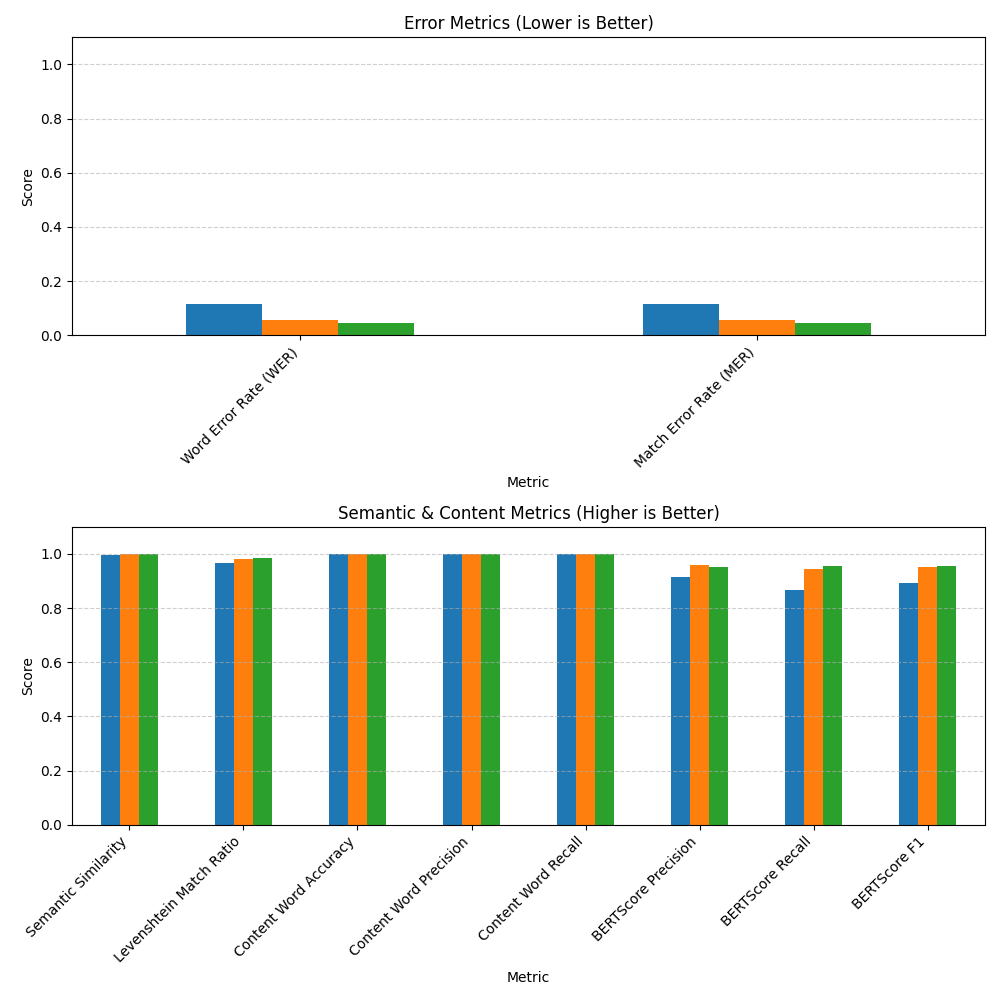 Error Metrics (Lower is Better)
1.0
0.8
0.6
0.4
0.2
0.0
Score
Word Error Rate (WER)
Match Error Rate (MER)
Metric
Semantic & Content Metrics (Higher is Better)
1.0
0.8
0.6
0.4
0.2
0.0
Score
Semantic Similarity
Levenshtein Match Ratio
Content Word Accuracy
Content Word Precision
Content Word Recall
BERTScore Precision
BERTScore Recall
BERTScore F1
Metric